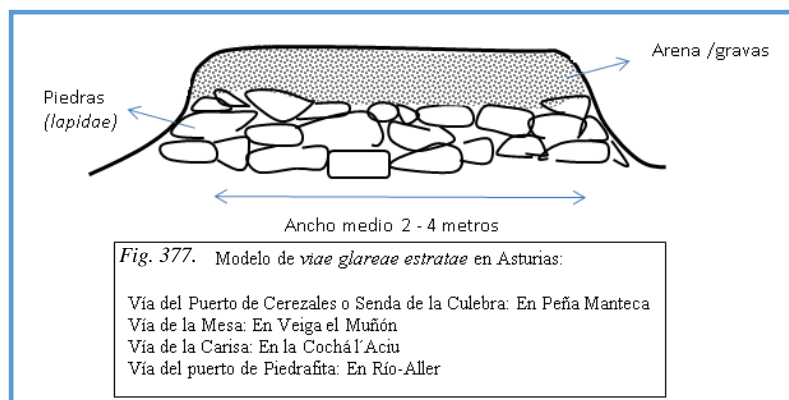 Arena /gravas
Piedras
(lapidae)
Ancho medio 2 - 4 metros
Fig. 377. Modelo de viae glareae estratae en Asturias:
Vía del Puerto de Cerezales o Senda de la Culebra: En Peña Manteca
Vía de la Mesa: En Veiga el Muñón
Vía de la Carisa: En la Cochá l´Aciu
Vía del puerto de Piedrafita: En Río-Aller